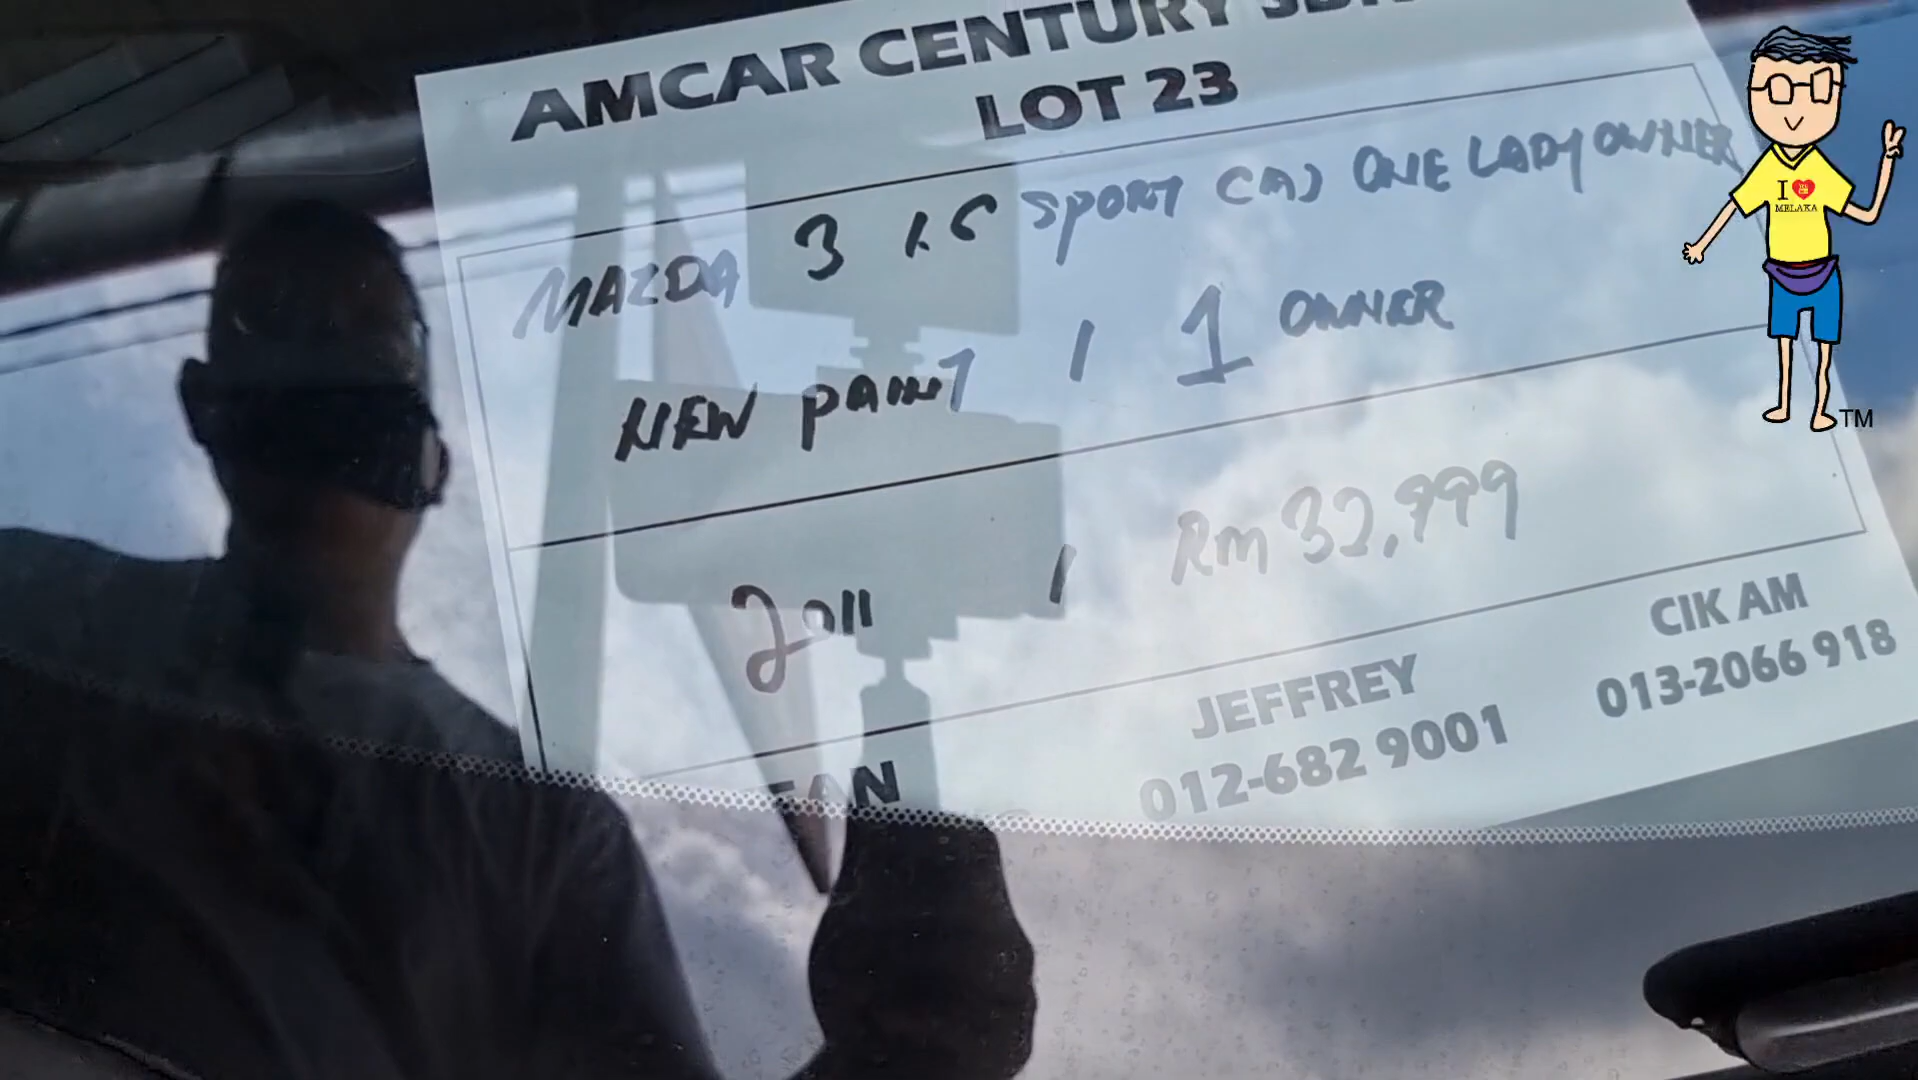 AMCAR CENTURY
LOT 23
MAZDA 3 1.6 SPORT (A) ONE LADY OWNER
NEW PAINT / 1 OWNER
2011 / Rm 32,999
JEFFREY
012-682 9001
CIK AM
013-2066 918
I
MELAKA
TM